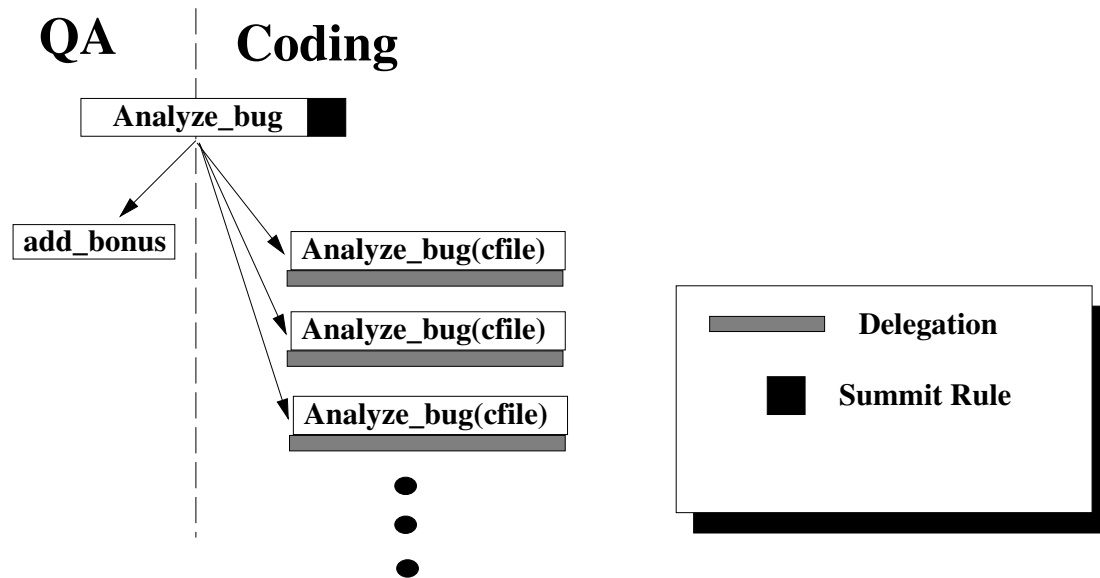 QA
Coding
Analyze_bug
add_bonus
Analyze_bug(cfile)
Analyze_bug(cfile)
Analyze_bug(cfile)
Delegation
Summit Rule